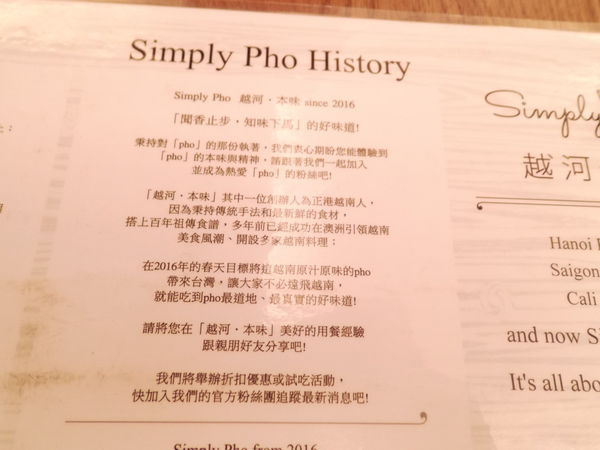 Simply Pho History
Simply Pho 越河．本味 since 2016
「聞香止步，知味下馬」的好味道!
秉持對「pho」的那份執著，我們衷心期盼您能體驗到
「pho」的本味與精神，請跟著我們一起加入
並成為熱愛「pho」的粉絲吧!
「越河．本味」其中一位創辦人為正港越南人，
因為秉持傳統手法和最新鮮的食材，
搭上百年祖傳食譜，多年前已經成功在澳洲引領越南
美食風潮、開設多家越南料理；
在2016年的春天目標將這越南原汁原味的pho
帶來台灣，讓大家不必遠飛越南，
就能吃到pho最道地、最真實的好味道!
請將您在「越河．本味」美好的用餐經驗
跟親朋好友分享吧!
我們將舉辦折扣優惠或試吃活動，
快加入我們的官方粉絲團追蹤最新消息吧!
Simply Pho from 2016
Simply
越河
Hanoi
Saigon
Cali
and now
It's all